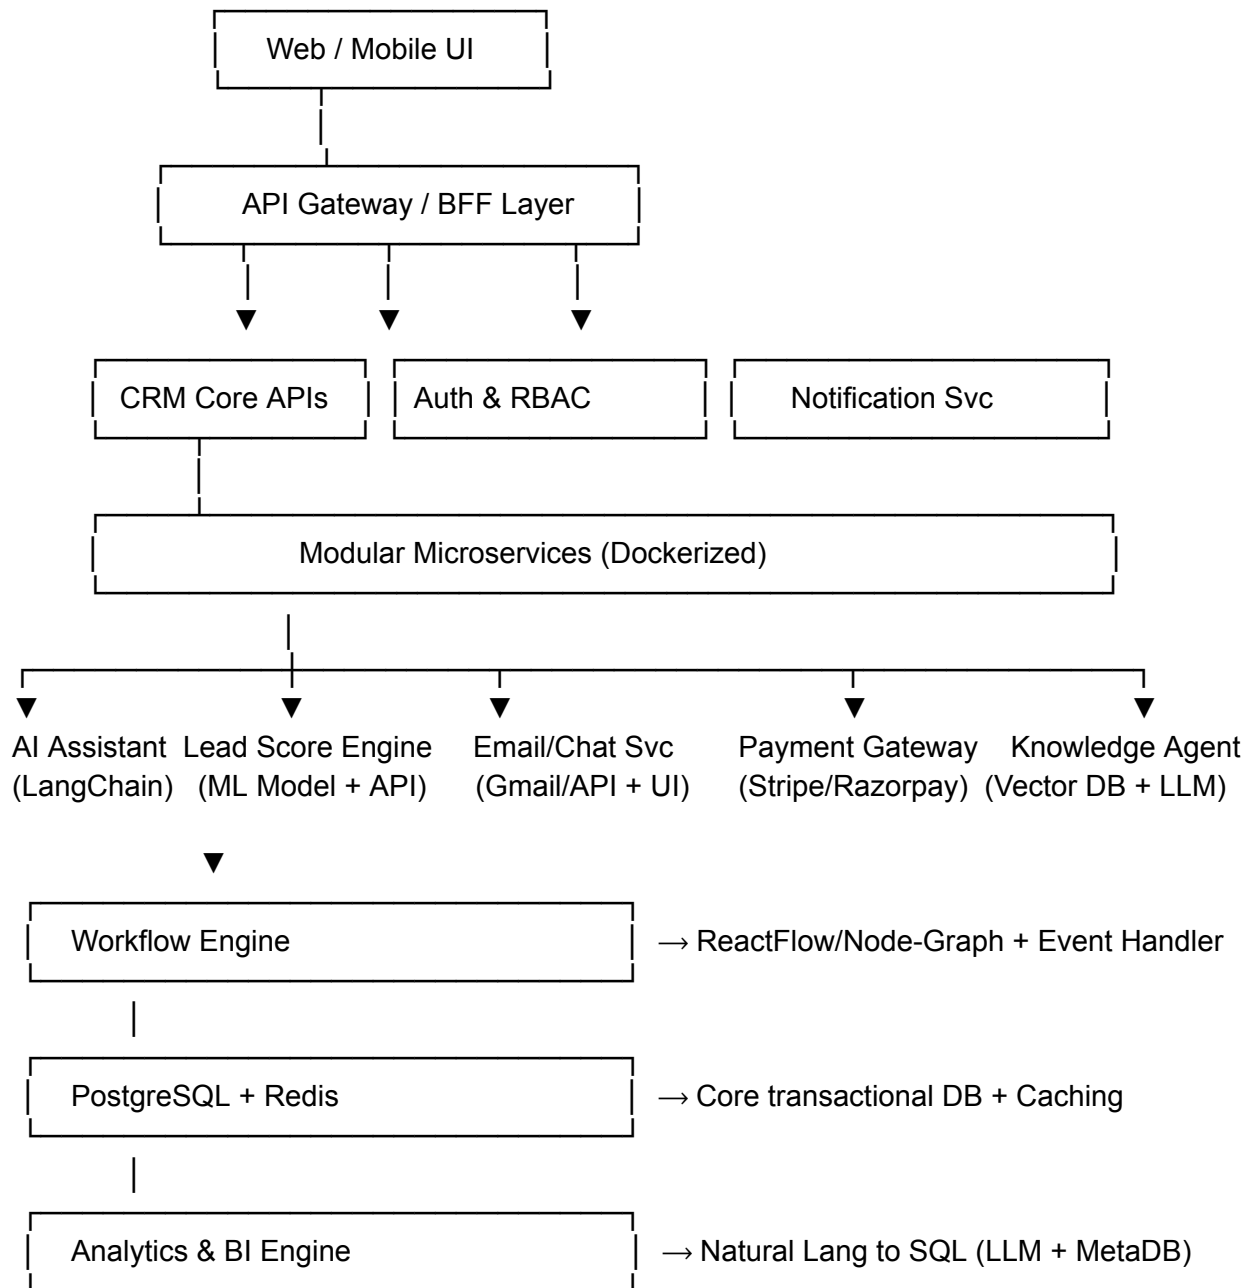 Web / Mobile UI
API Gateway / BFF Layer
CRM Core APIs Auth & RBAC Notification Svc
Modular Microservices (Dockerized)
AI Assistant Lead Score Engine Email/Chat Svc Payment Gateway Knowledge Agent
(LangChain) (ML Model + API) (Gmail/API + UI) (Stripe/Razorpay) (Vector DB + LLM)
Workflow Engine → ReactFlow/Node-Graph + Event Handler
PostgreSQL + Redis → Core transactional DB + Caching
Analytics & BI Engine → Natural Lang to SQL (LLM + MetaDB)